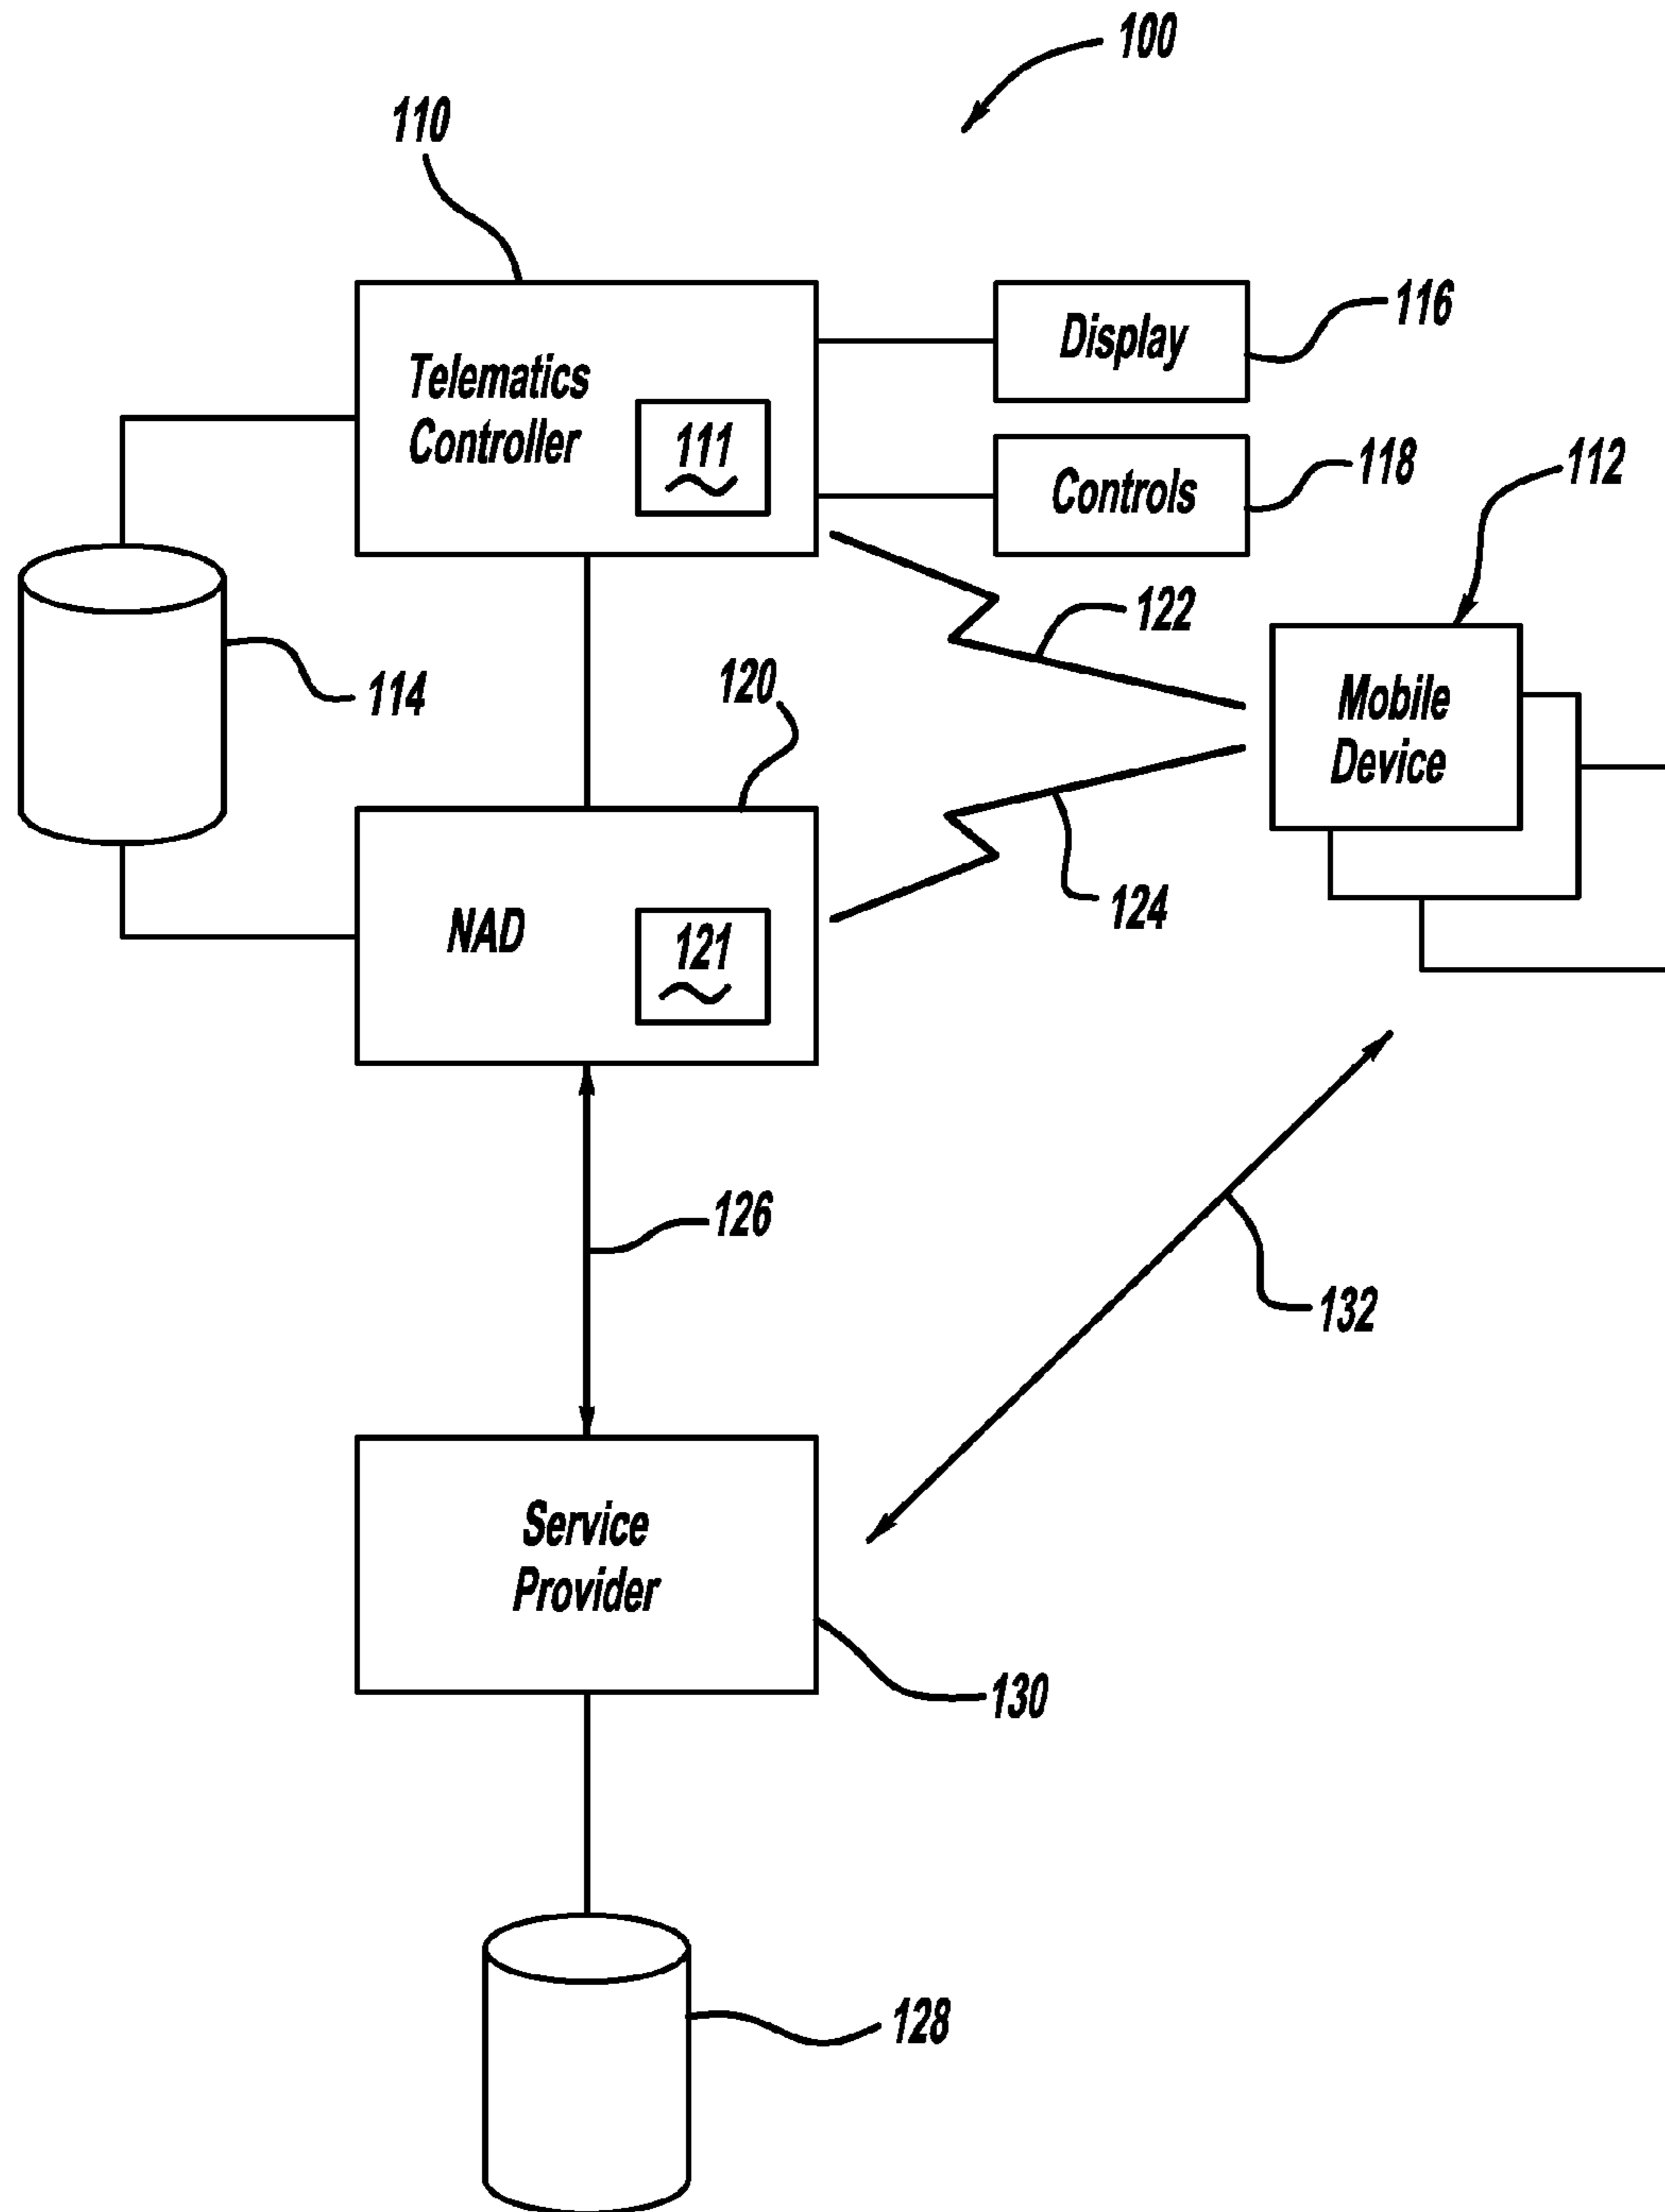 100
110
Telematics
Controller
111
Display
116
Controls
118
112
122
114
120
Mobile
Device
NAD
121
124
126
132
Service
Provider
130
128